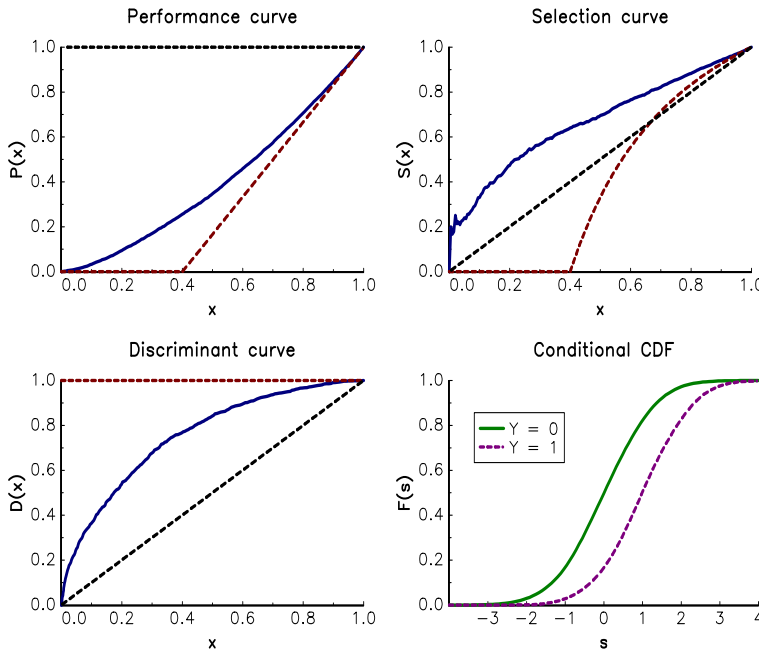 Performance curve
1.0
0.8
0.6
0.4
0.2
0.0
P(x)
0.0 0.2 0.4 0.6 0.8 1.0
x
Selection curve
1.0
0.8
0.6
0.4
0.2
0.0
S(x)
0.0 0.2 0.4 0.6 0.8 1.0
x
Discriminant curve
1.0
0.8
0.6
0.4
0.2
0.0
D(x)
0.0 0.2 0.4 0.6 0.8 1.0
x
Conditional CDF
1.0
0.8
0.6
0.4
0.2
0.0
F(s)
Y = 0
Y = 1
-3 -2 -1 0 1 2 3 4
s